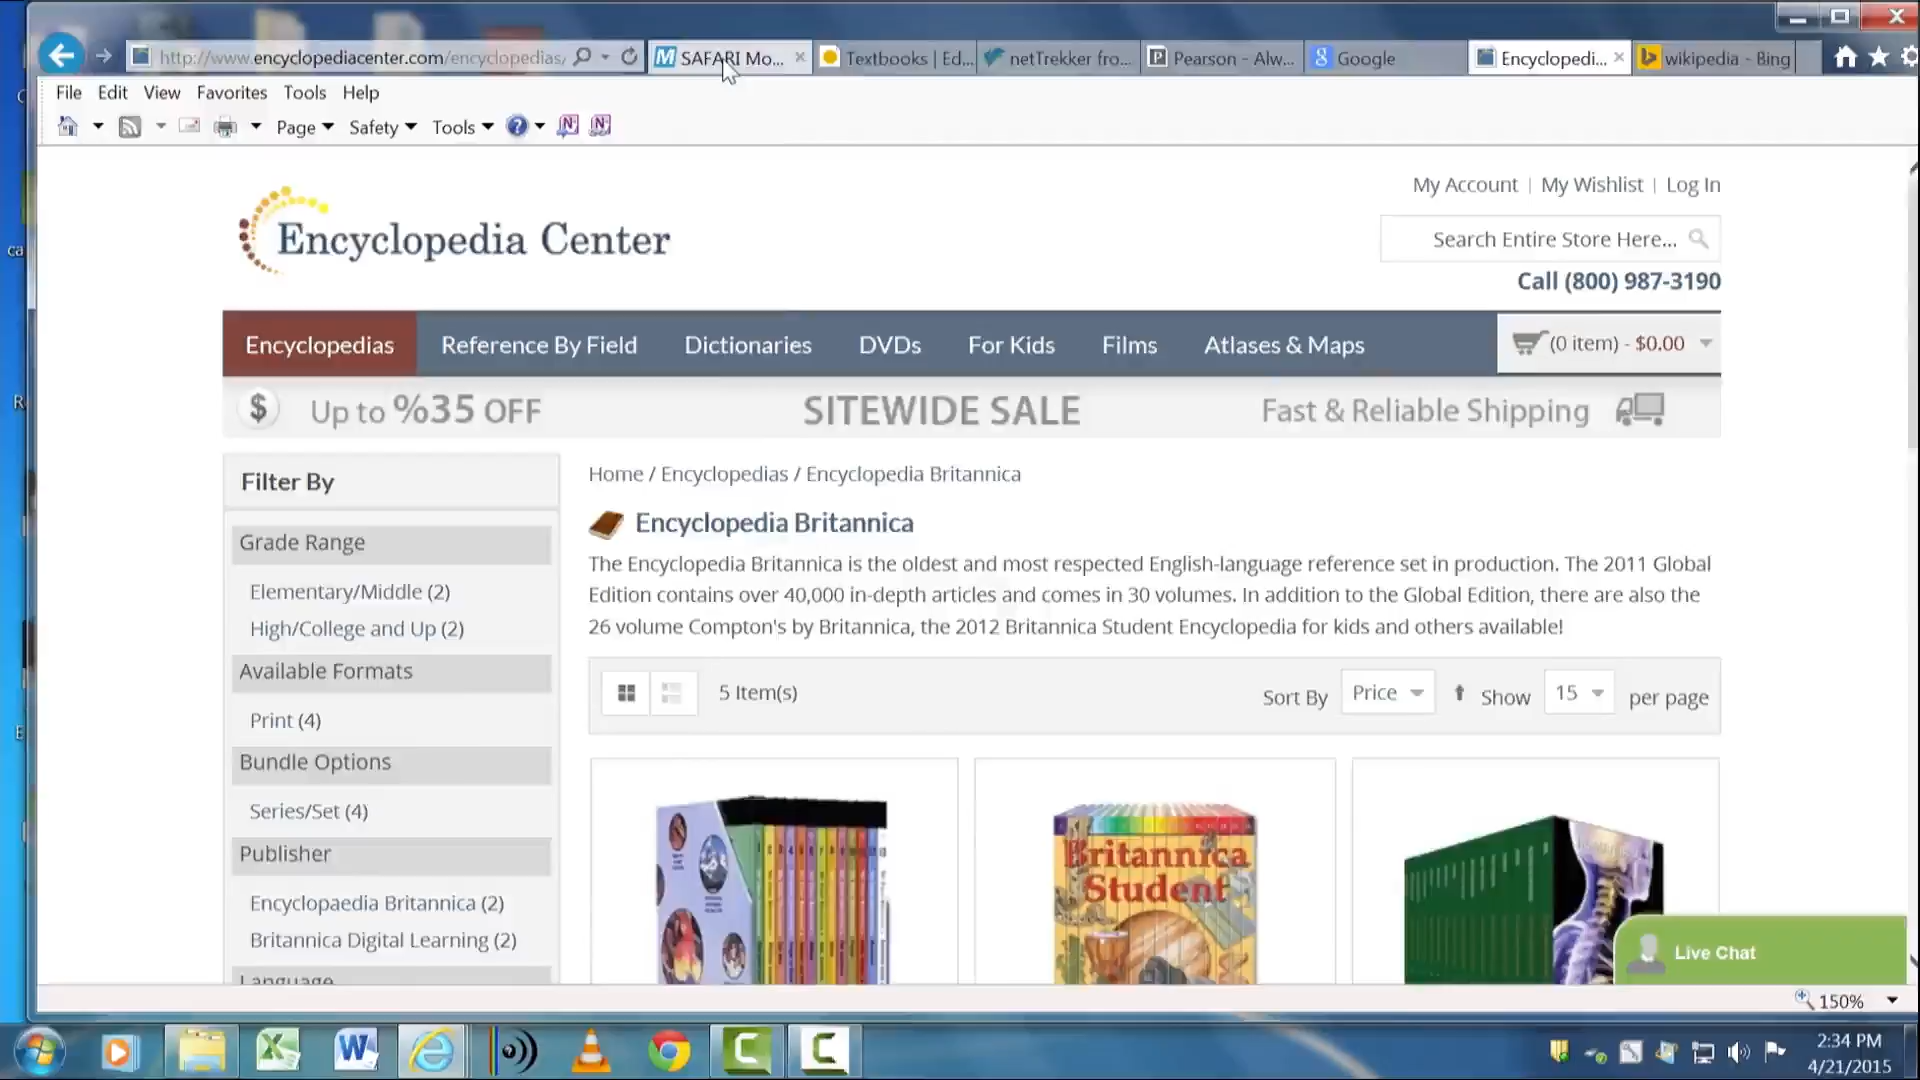 http://www.encyclopediacenter.com/encyclopedias/
SAFARI Mo...
Textbooks | Ed...
netTrekker fro...
Pearson - Alw...
Google
Encyclopedi...
wikipedia - Bing
File Edit View Favorites Tools Help
Page Safety Tools
My Account | My Wishlist | Log In
Encyclopedia Center
Search Entire Store Here...
Call (800) 987-3190
Encyclopedias Reference By Field Dictionaries DVDs For Kids Films Atlases & Maps (0 item) - $0.00
$ Up to %35 OFF SITEWIDE SALE Fast & Reliable Shipping
Filter By
Grade Range
Elementary/Middle (2)
High/College and Up (2)
Available Formats
Print (4)
Bundle Options
Series/Set (4)
Publisher
Encyclopaedia Britannica (2)
Britannica Digital Learning (2)
Language
Home / Encyclopedias / Encyclopedia Britannica
Encyclopedia Britannica
The Encyclopedia Britannica is the oldest and most respected English-language reference set in production. The 2011 Global
Edition contains over 40,000 in-depth articles and comes in 30 volumes. In addition to the Global Edition, there are also the
26 volume Compton's by Britannica, the 2012 Britannica Student Encyclopedia for kids and others available!
5 Item(s)
Sort By Price Show 15 per page
Britannica
Student
Live Chat
150%
2:34 PM
4/21/2015